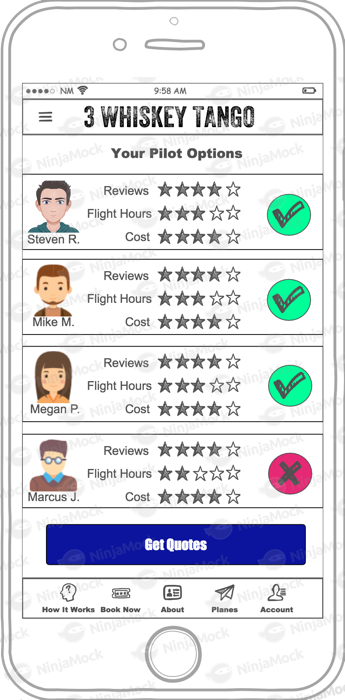 NM 9:58 AM
3 WHISKEY TANGO
Your Pilot Options
Reviews
Flight Hours
Cost
Steven R.
Reviews
Flight Hours
Cost
Mike M.
Reviews
Flight Hours
Cost
Megan P.
Reviews
Flight Hours
Cost
Marcus J.
Get Quotes
How It Works Book Now About Planes Account
NinjaMock